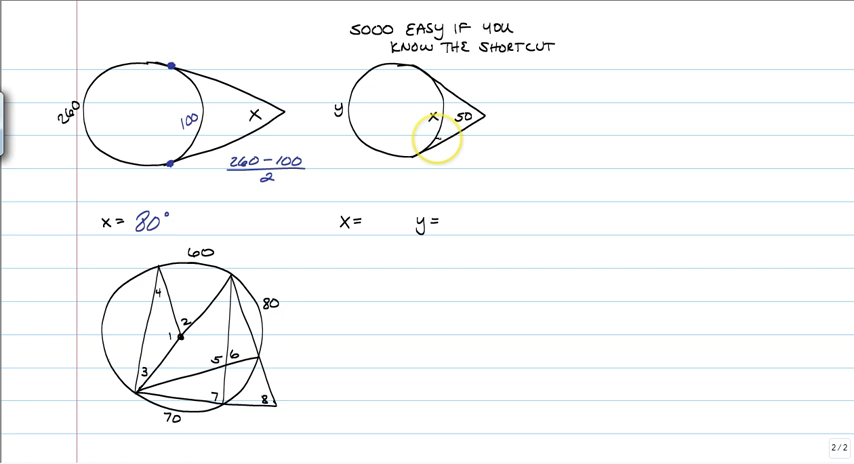 5000 EASY IF YOU
KNOW THE SHORTCUT
260
100
x
260-100
2
x = 80°
y
x
50
x=
y=
60
4
2
80
1
5
6
3
7
8
70
2/2